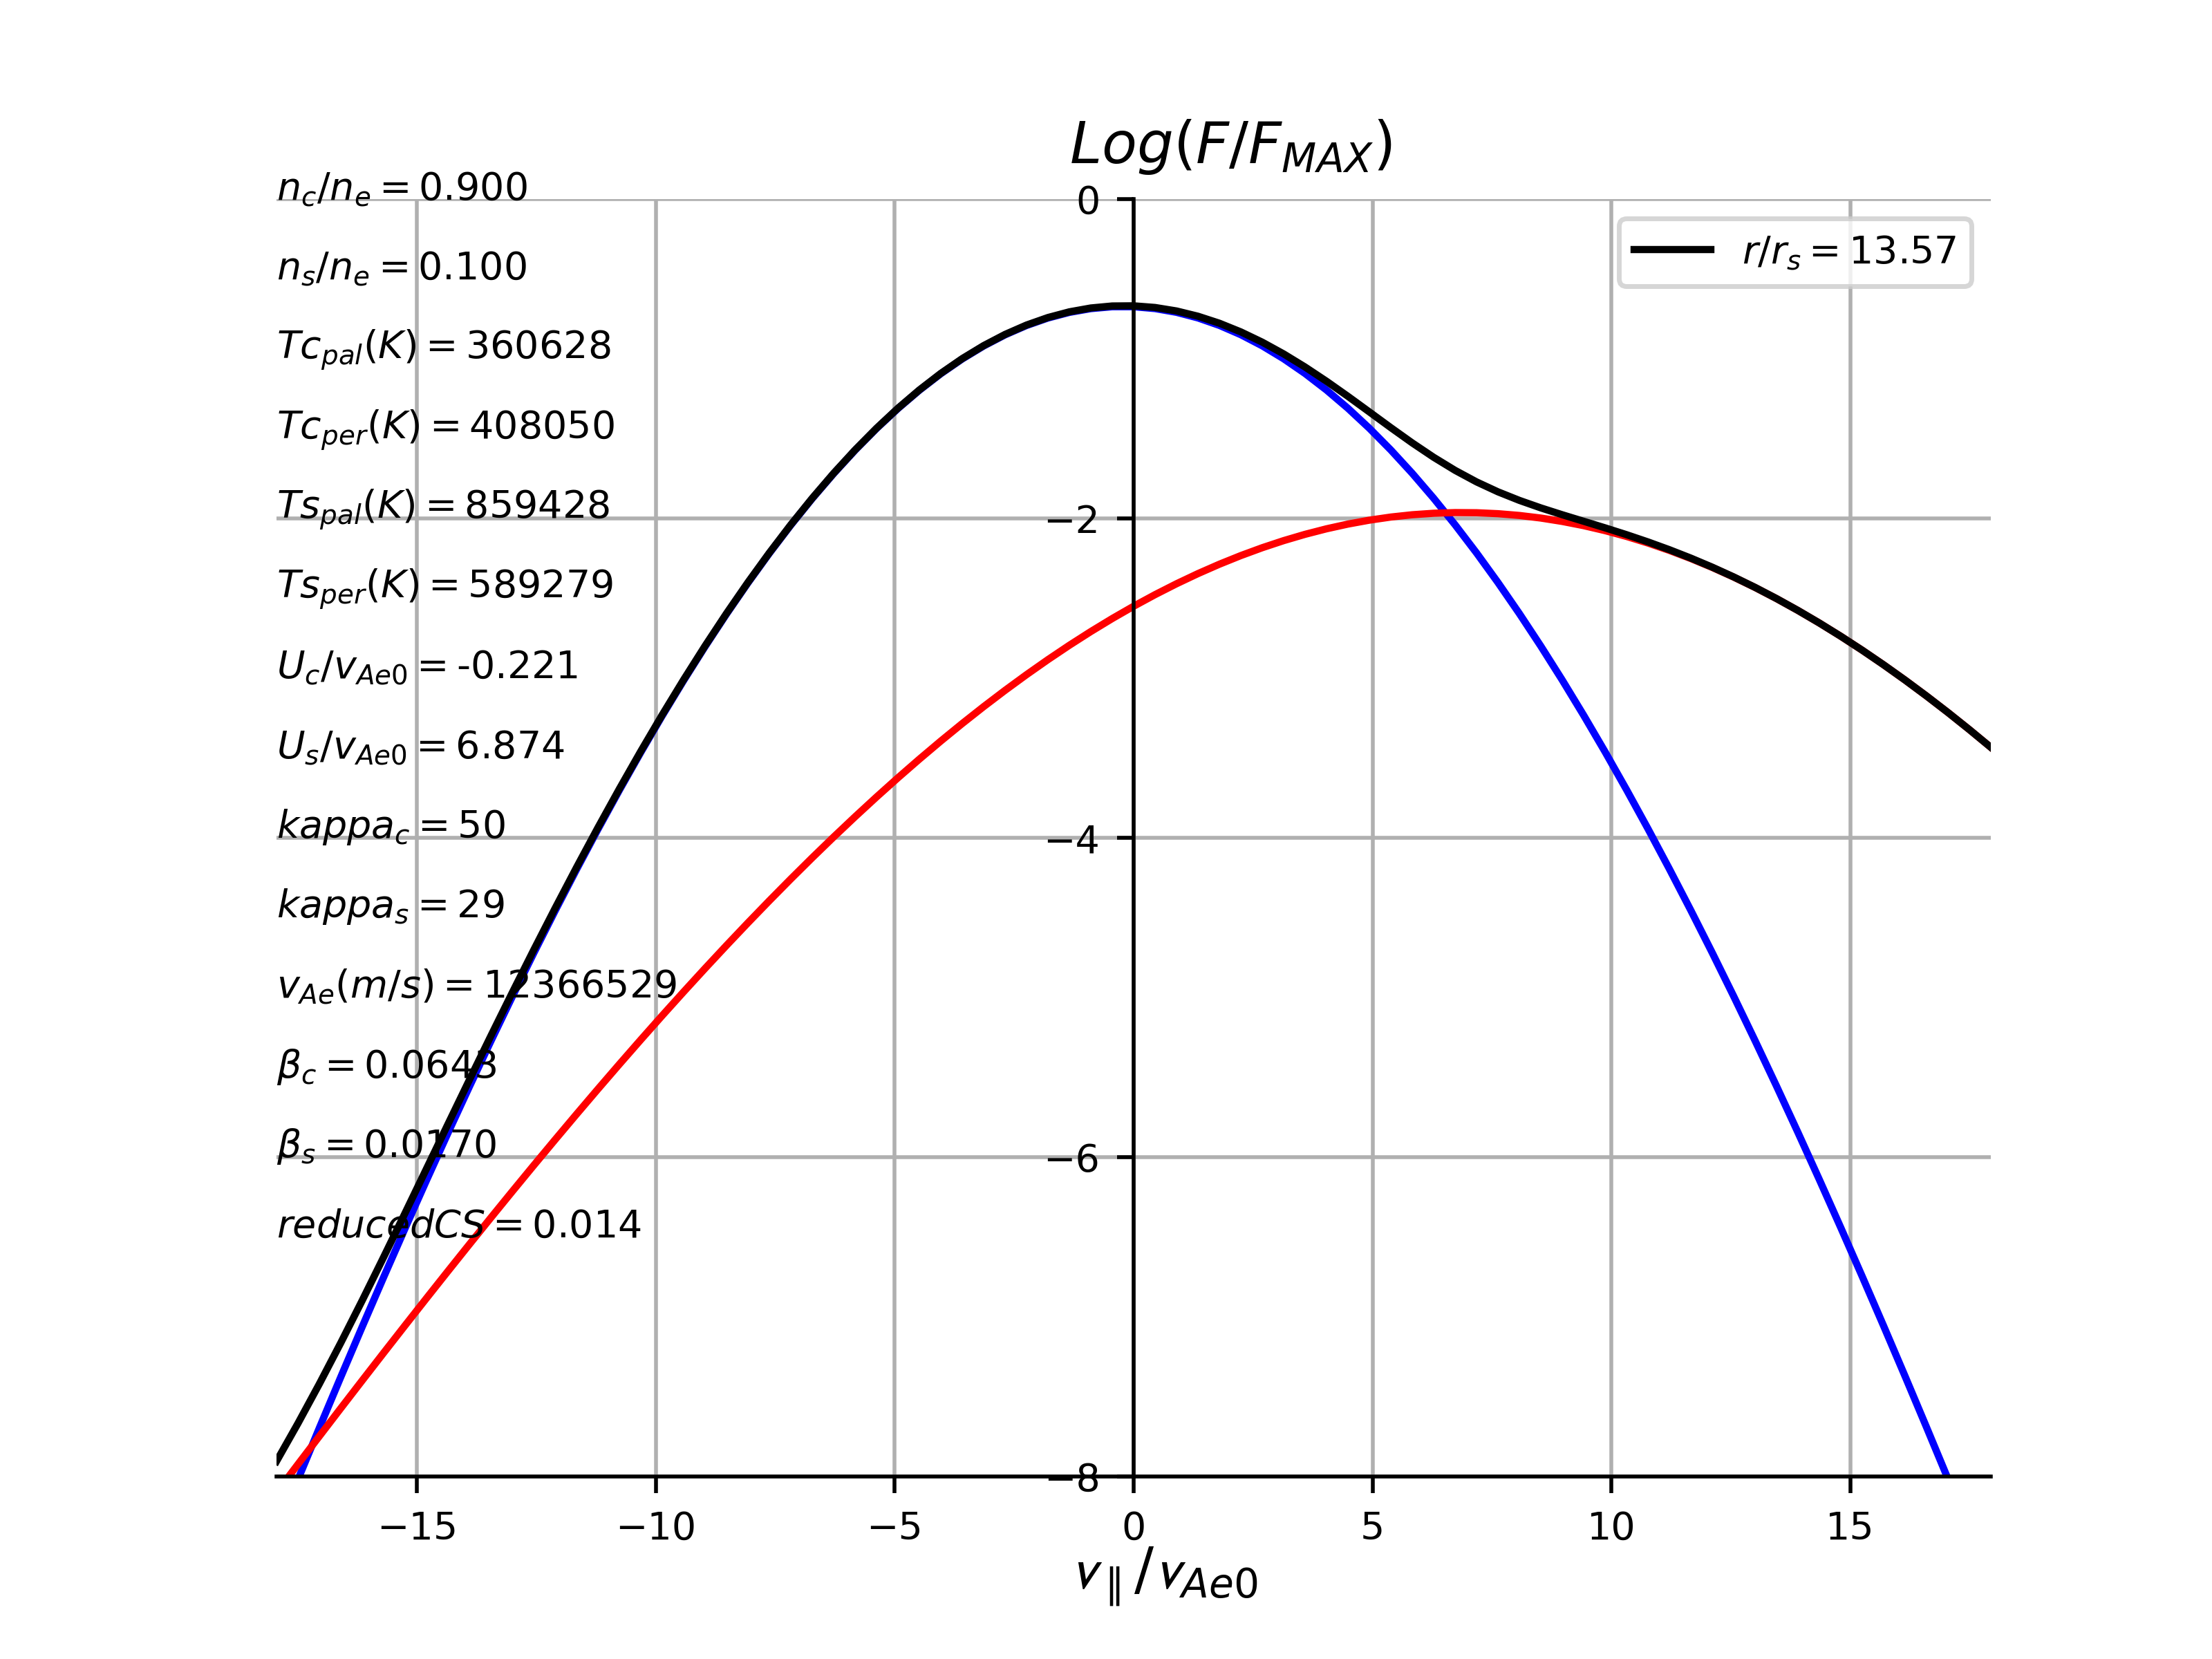 Log(F/F_MAX)
n_c/n_e = 0.900
0
r/r_s = 13.57
n_s/n_e = 0.100
Tc_pal(K) = 360628
Tc_per(K) = 408050
Ts_pal(K) = 859428
−2
Ts_per(K) = 589279
U_c/v_Ae0 = -0.221
U_s/v_Ae0 = 6.874
kappa_c = 50
−4
kappa_s = 29
v_Ae(m/s) = 12366529
β_c = 0.0643
β_s = 0.0170
−6
reducedCS = 0.014
−8
−15 −10 −5 0 5 10 15
v_∥/v_Ae0